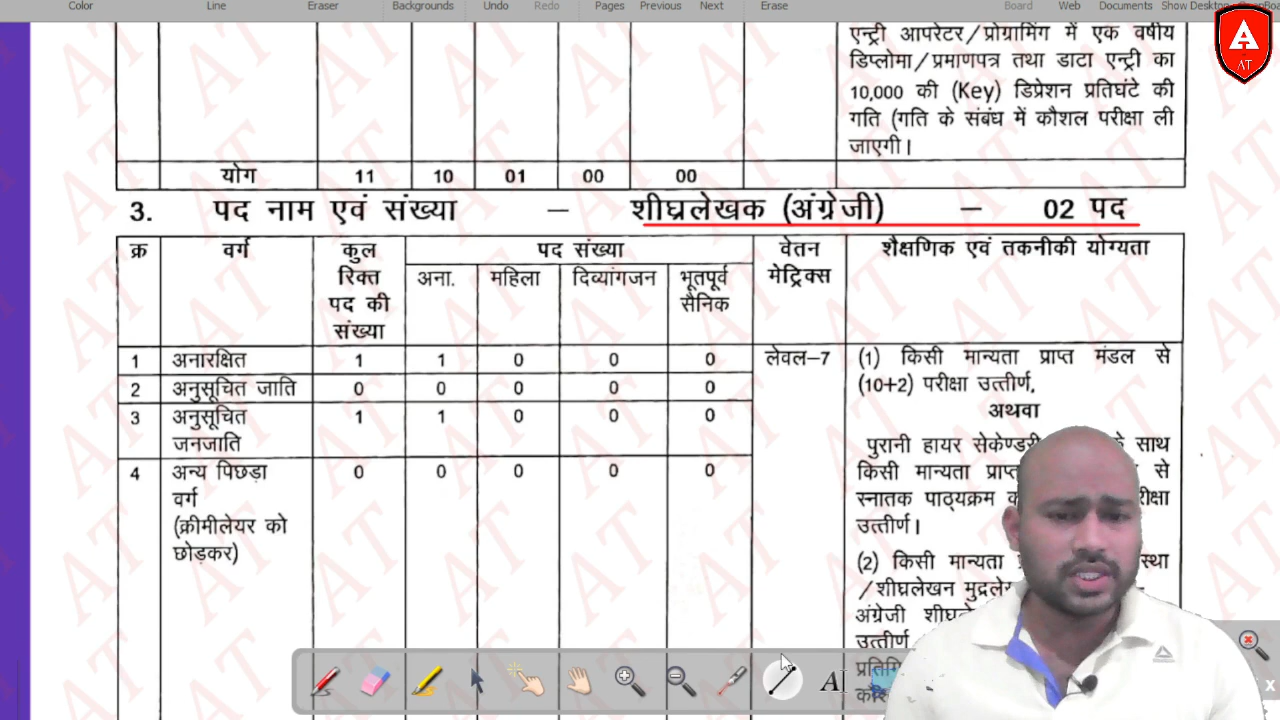 Color Line Eraser Backgrounds Undo Redo Pages Previous Next Erase Board Web Documents Show Desktop
AT
एन्ट्री आपरेटर/प्रोग्रामिंग में एक वर्षीय
डिप्लोमा/प्रमाणपत्र तथा डाटा एन्ट्री का
10,000 की (Key) डिप्रेशन प्रतिघंटे की
गति (गति के संबंध में कौशल परीक्षा ली
जाएगी।
योग 11 10 01 00 00
3. पद नाम एवं संख्या – शीघ्रलेखक (अंग्रेजी) – 02 पद
क्र वर्ग कुल रिक्त पद की संख्या पद संख्या वेतन मेट्रिक्स शैक्षणिक एवं तकनीकी योग्यता
अना. महिला दिव्यांगजन भूतपूर्व सैनिक
1 अनारक्षित 1 1 0 0 0 लेवल–7
2 अनुसूचित जाति 0 0 0 0 0
3 अनुसूचित जनजाति 1 1 0 0 0
4 अन्य पिछड़ा वर्ग (क्रीमीलेयर को छोड़कर) 0 0 0 0 0
(1) किसी मान्यता प्राप्त मंडल से
(10+2) परीक्षा उत्तीर्ण,
अथवा
पुरानी हायर सेकेण्डरी साथ
किसी मान्यता प्राप्त से
स्नातक पाठ्यक्रम
उत्तीर्ण।
(2) किसी मान्यता
/शीघ्रलेखन
अंग्रेजी
उत्तीर्ण
AI
x